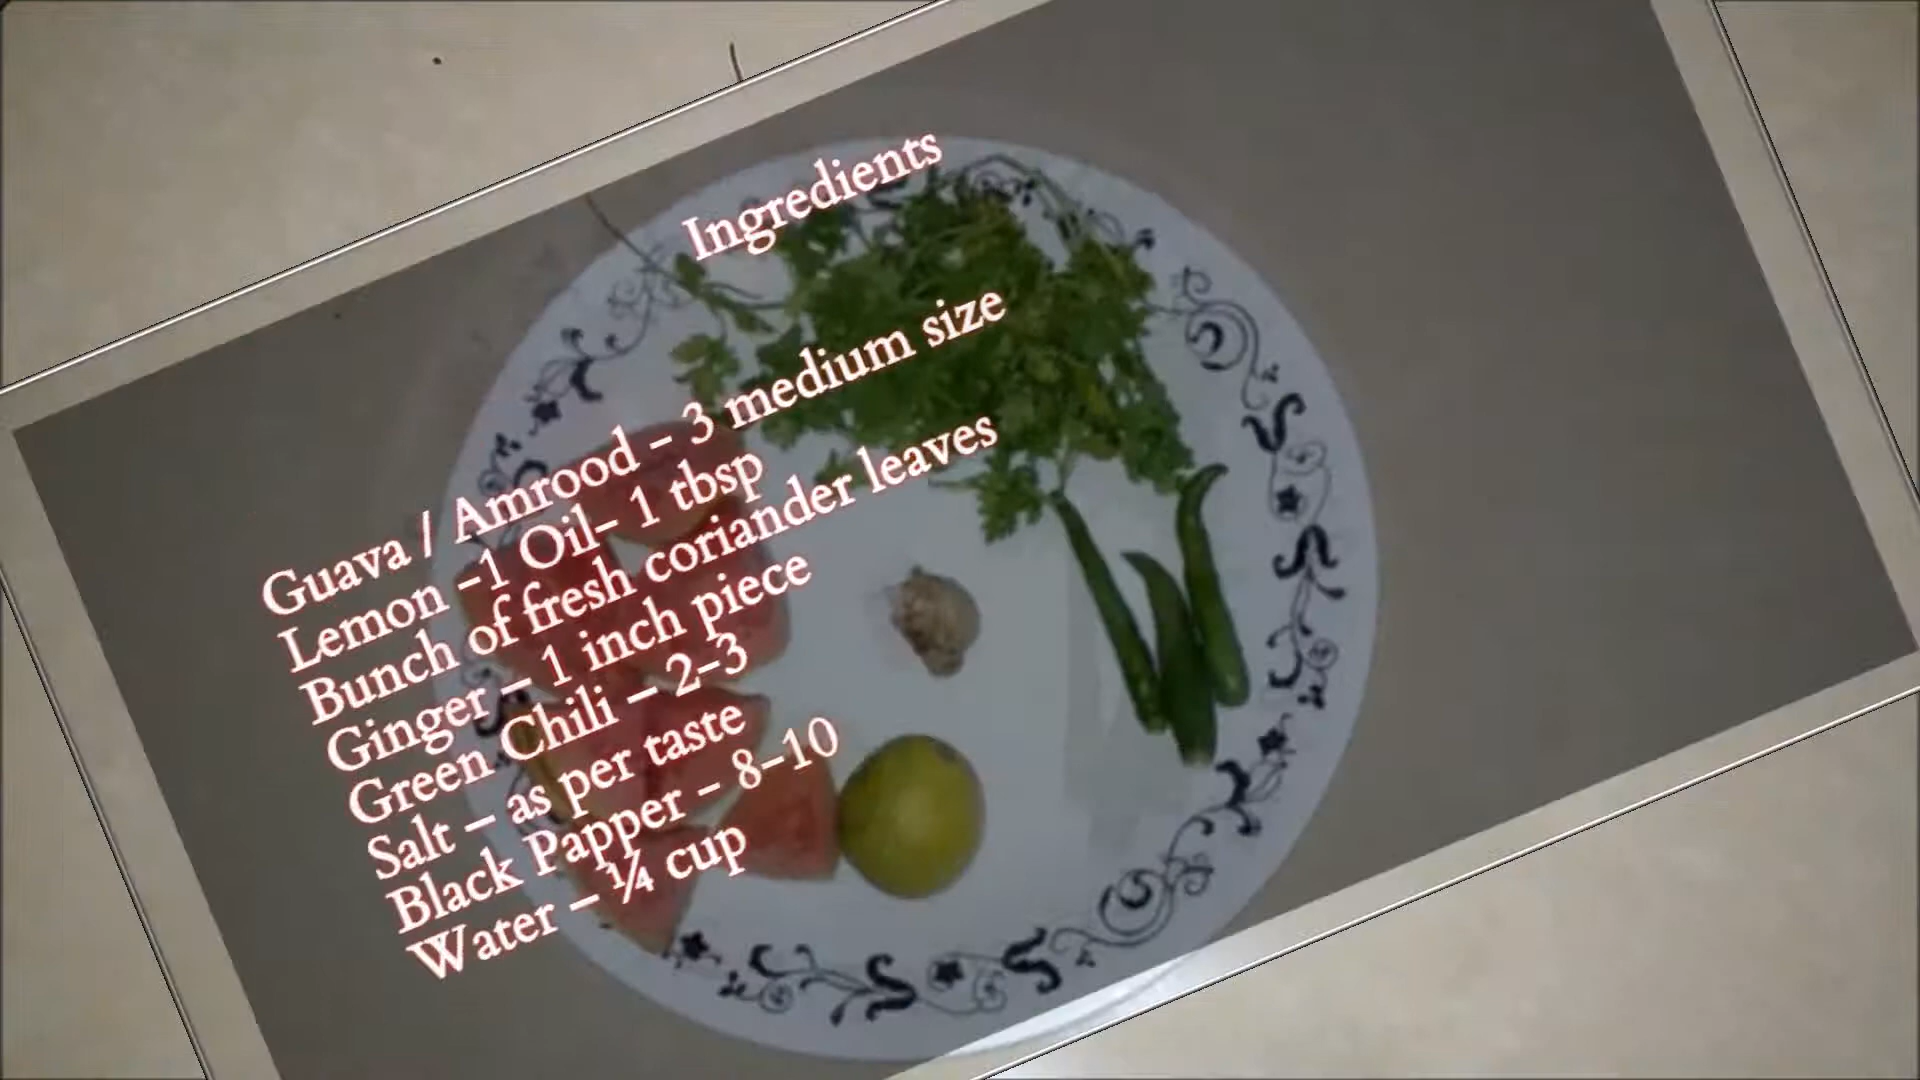 Ingredients
Guava / Amrood – 3 medium size
Lemon -1 Oil- 1 tbsp
Bunch of fresh coriander leaves
Ginger – 1 inch piece
Green Chili – 2-3
Salt – as per taste
Black Papper – 8-10
Water – ¼ cup